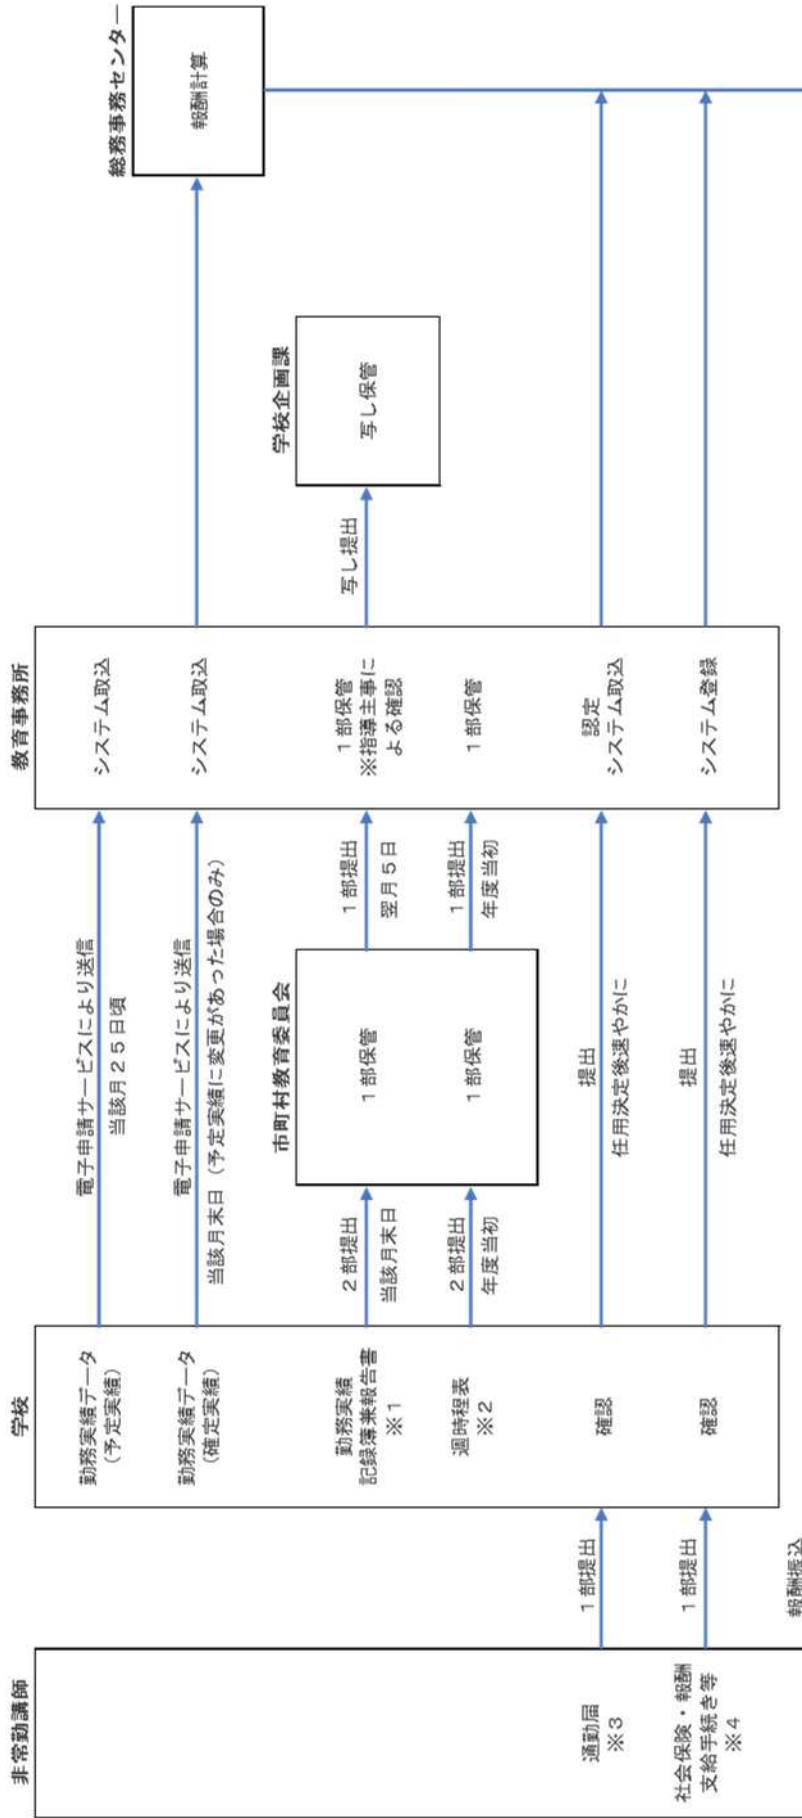 非常勤講師
学校
教育事務所
総務事務センター
勤務実績データ
（予定実績）
電子申請サービスにより送信
当該月２５日頃
システム取込
勤務実績データ
（確定実績）
電子申請サービスにより送信
当該月末日（予定実績に変更があった場合のみ）
システム取込
報酬計算
市町村教育委員会
学校企画課
勤務実績
記録簿兼報告書
※１
２部提出
当該月末日
１部保管
１部提出
翌月５日
１部保管
※指導主事に
よる確認
写し提出
写し保管
週時程表
※２
２部提出
年度当初
１部保管
１部提出
年度当初
１部保管
通勤届
※３
１部提出
確認
提出
任用決定後速やかに
認定
システム取込
社会保険・報酬
支給手続き等
※４
１部提出
確認
提出
任用決定後速やかに
システム登録
報酬振込